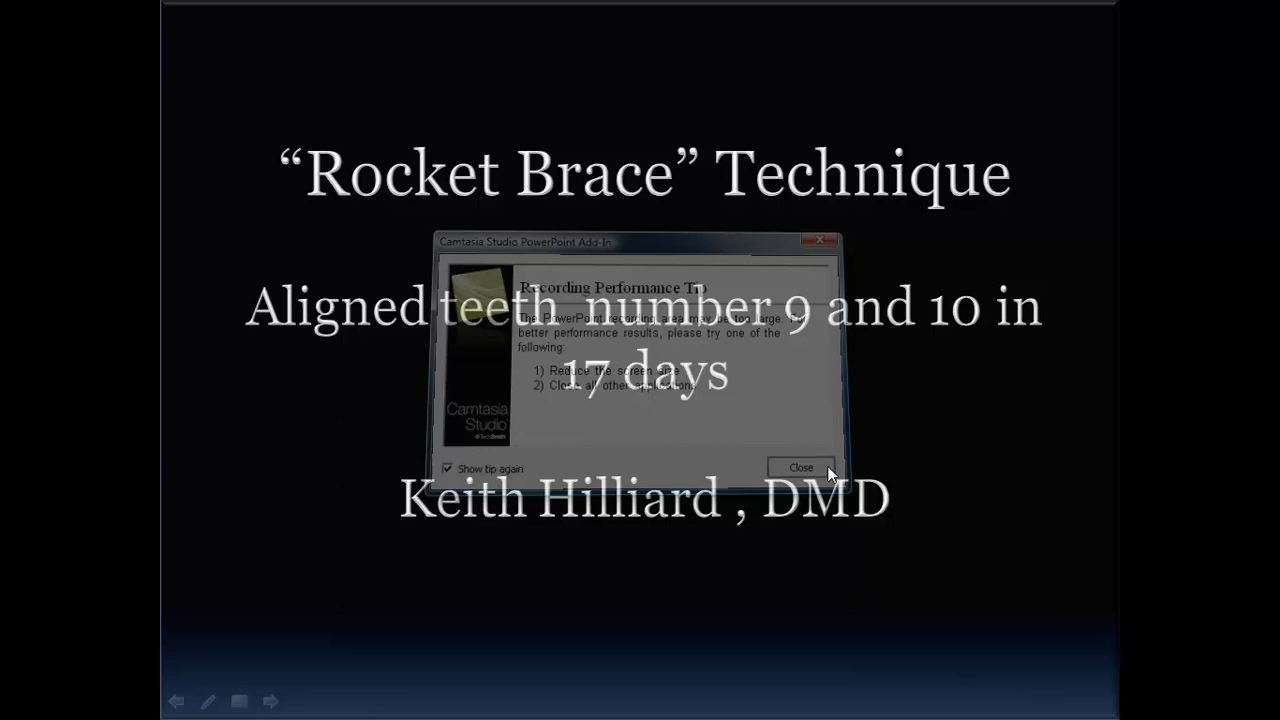 “Rocket Brace” Technique
Camtasia Studio PowerPoint Add-In
Recording Performance Tip
Aligned teeth number 9 and 10 in
The PowerPoint recording area may be too large. For
better performance results, please try one of the
following:
17 days
1) Reduce the screen size
2) Close all other applications
Camtasia
Studio
TechSmith
Show tip again
Close
Keith Hilliard , DMD